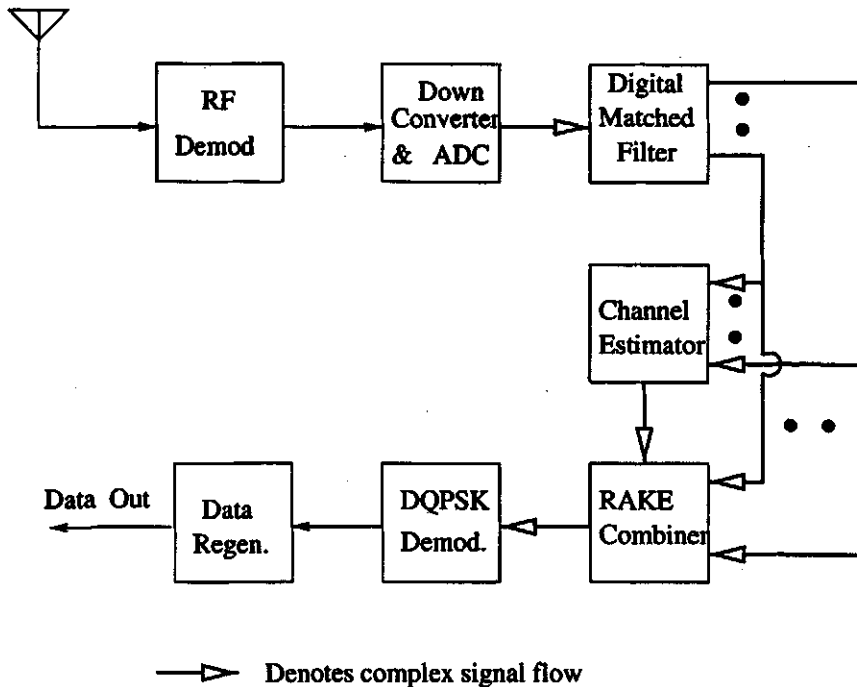 RF
Demod
Down
Converter
& ADC
Digital
Matched
Filter
Channel
Estimator
RAKE
Combiner
DQPSK
Demod.
Data
Regen.
Data Out
Denotes complex signal flow